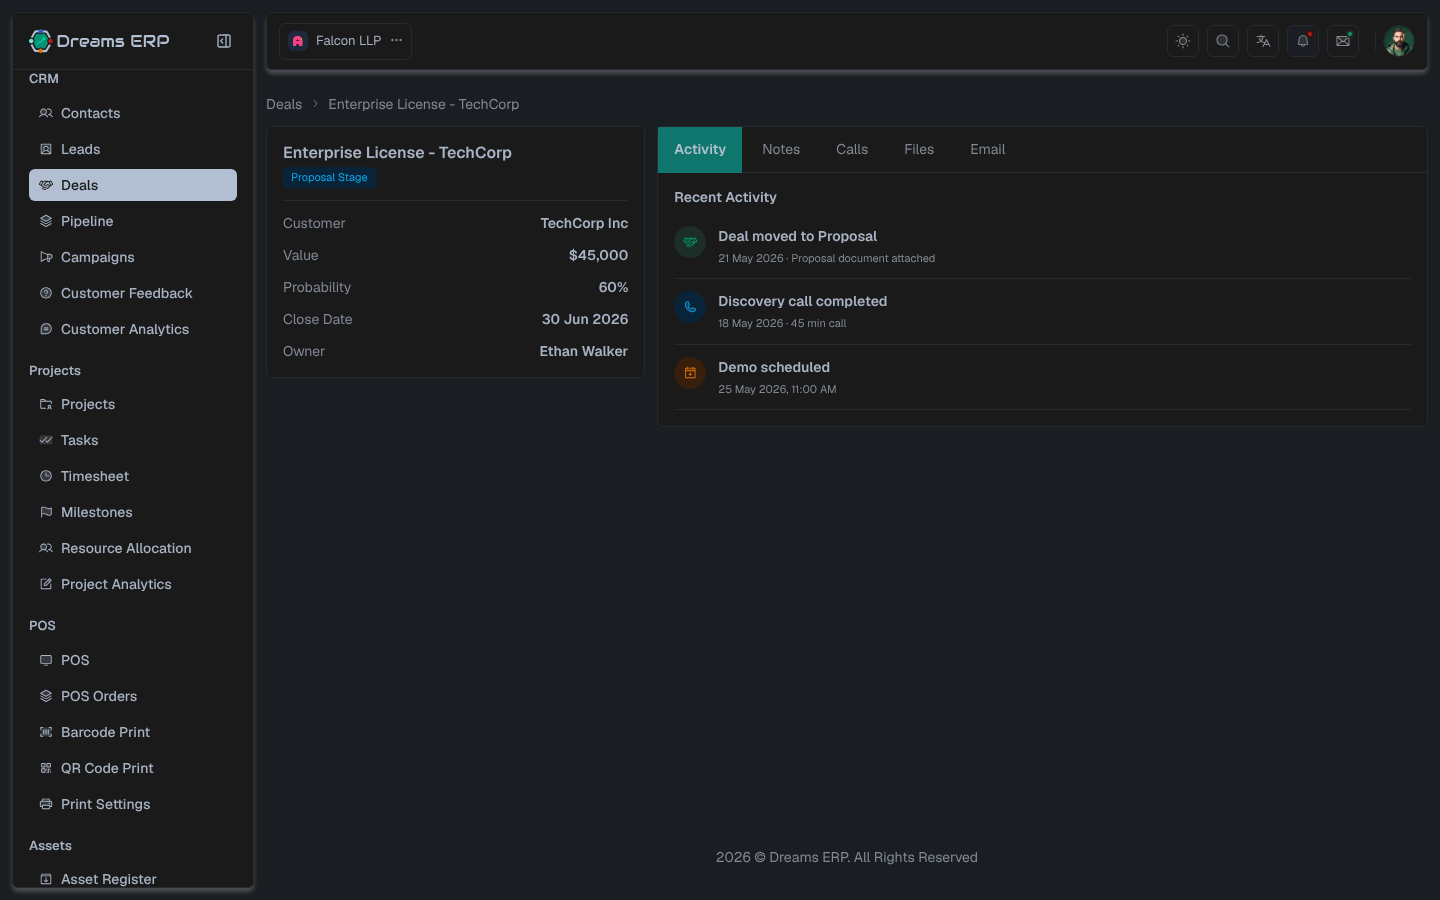 Dreams ERP
CRM
Contacts
Leads
Deals
Pipeline
Campaigns
Customer Feedback
Customer Analytics
Projects
Projects
Tasks
Timesheet
Milestones
Resource Allocation
Project Analytics
POS
POS
POS Orders
Barcode Print
QR Code Print
Print Settings
Assets
Asset Register
Falcon LLP
Deals > Enterprise License - TechCorp
Enterprise License - TechCorp
Proposal Stage
Customer TechCorp Inc
Value $45,000
Probability 60%
Close Date 30 Jun 2026
Owner Ethan Walker
Activity Notes Calls Files Email
Recent Activity
Deal moved to Proposal
21 May 2026 · Proposal document attached
Discovery call completed
18 May 2026 · 45 min call
Demo scheduled
25 May 2026, 11:00 AM
2026 © Dreams ERP. All Rights Reserved